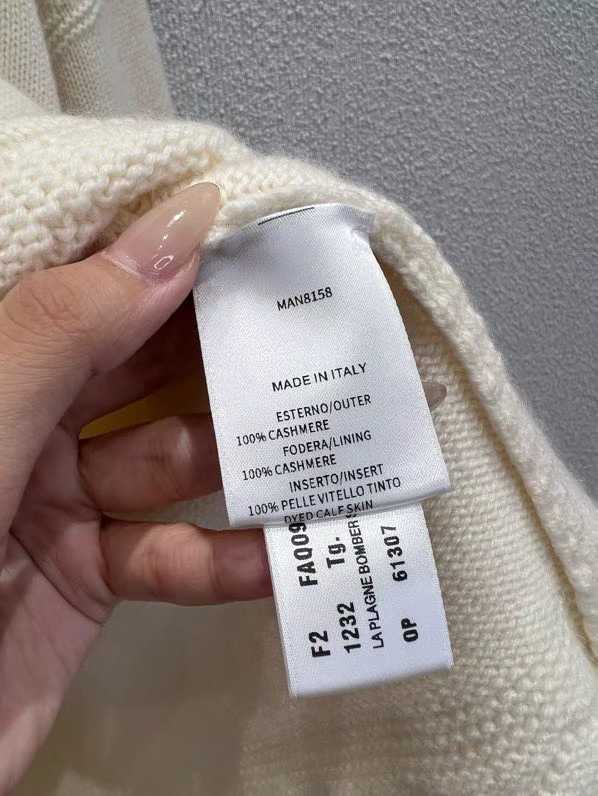 MAN8158
MADE IN ITALY
ESTERNO/OUTER
100% CASHMERE
FODERA/LINING
100% CASHMERE
INSERTO/INSERT
100% PELLE VITELLO TINTO
DYED CALF SKIN
F2 FAQ09
1232 Tg.
LA PLAGNE BOMBER
OP 61307